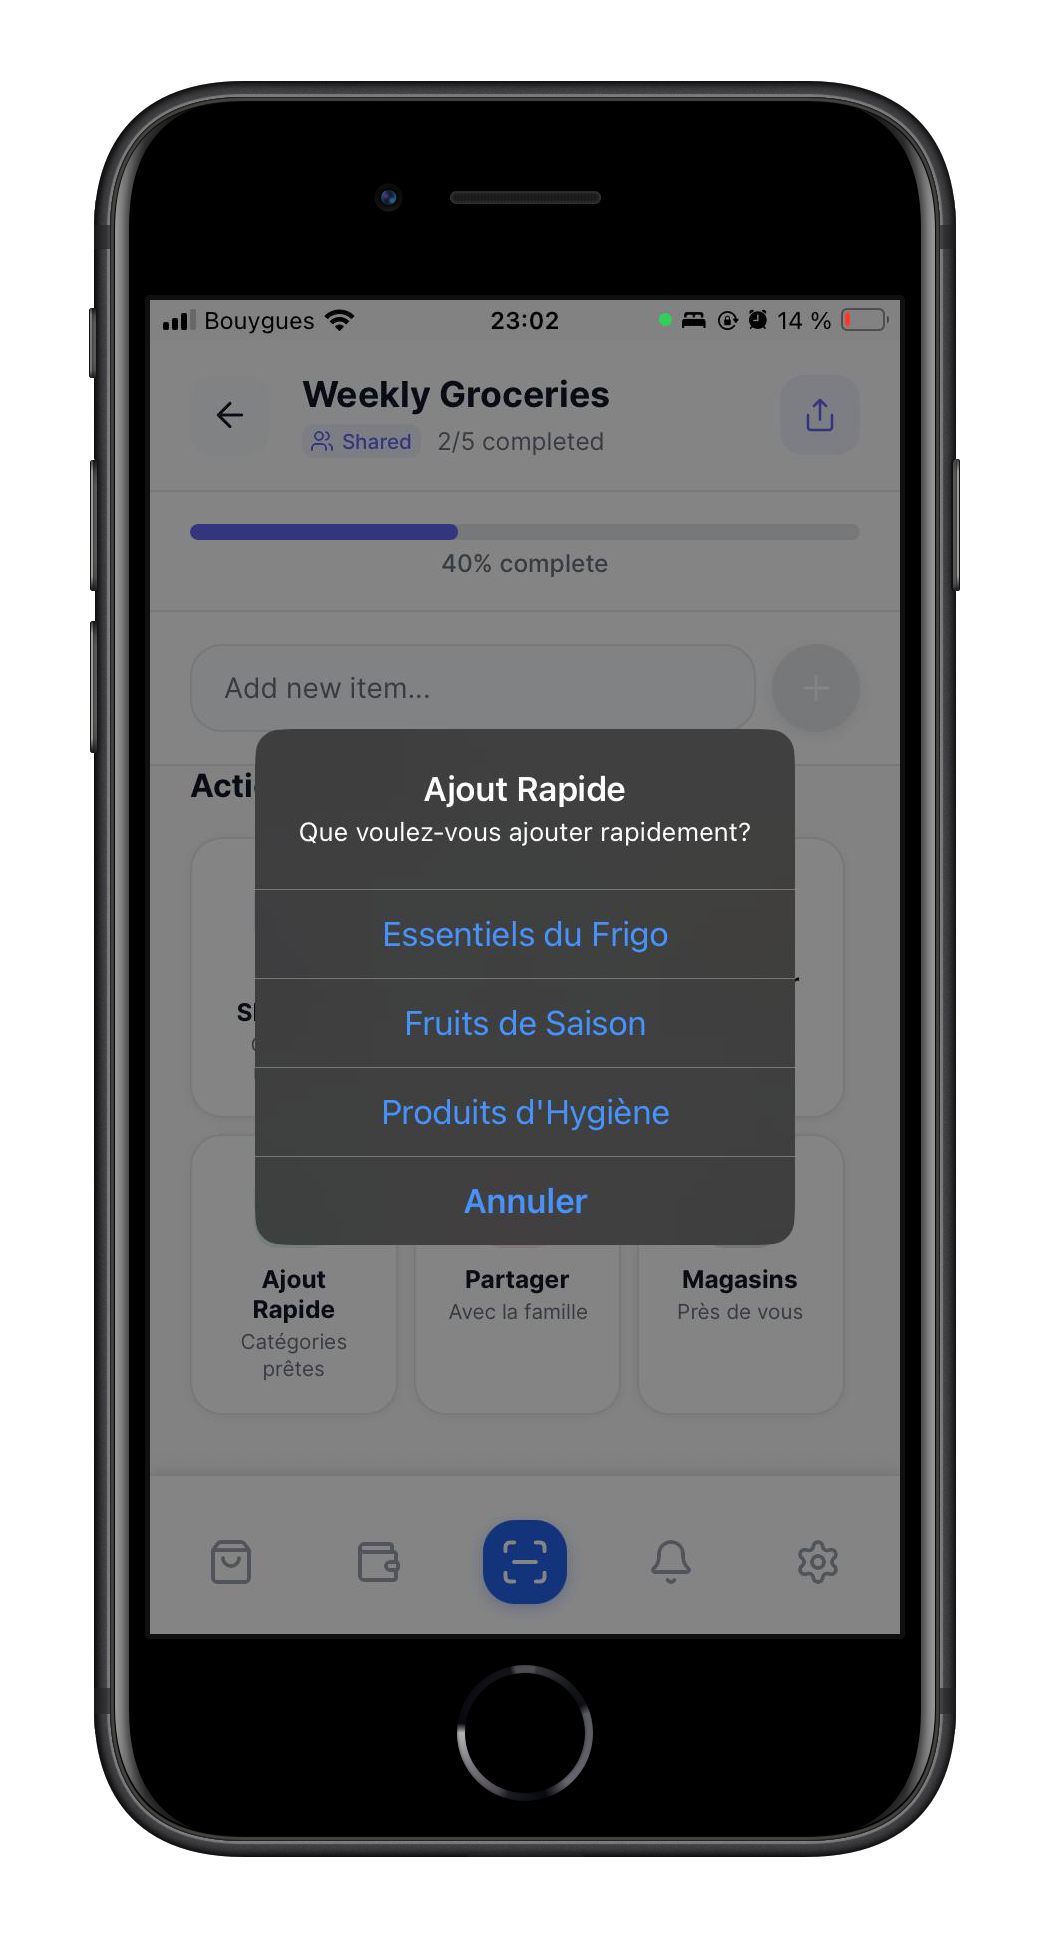 Bouygues 23:02 14 %
Weekly Groceries
Shared 2/5 completed
40% complete
Add new item...
Ajout Rapide
Que voulez-vous ajouter rapidement?
Essentiels du Frigo
Fruits de Saison
Produits d'Hygiène
Annuler
Ajout
Rapide
Catégories
prêtes
Partager
Avec la famille
Magasins
Près de vous